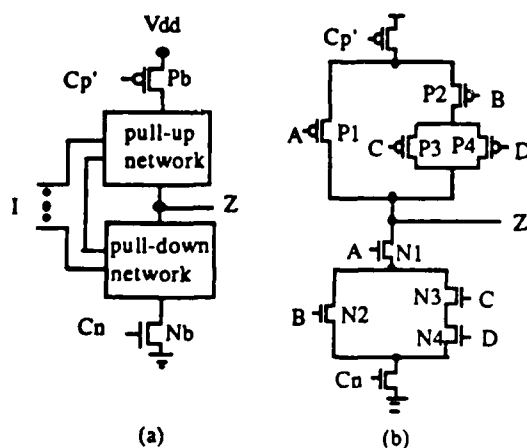 Vdd
Cp'
Pb
pull-up
network
I
Z
pull-down
network
Cn
Nb
(a)
Cp'
P2
B
A
P1
C
P3
P4
D
Z
A
N1
B
N2
N3
C
N4
D
Cn
(b)